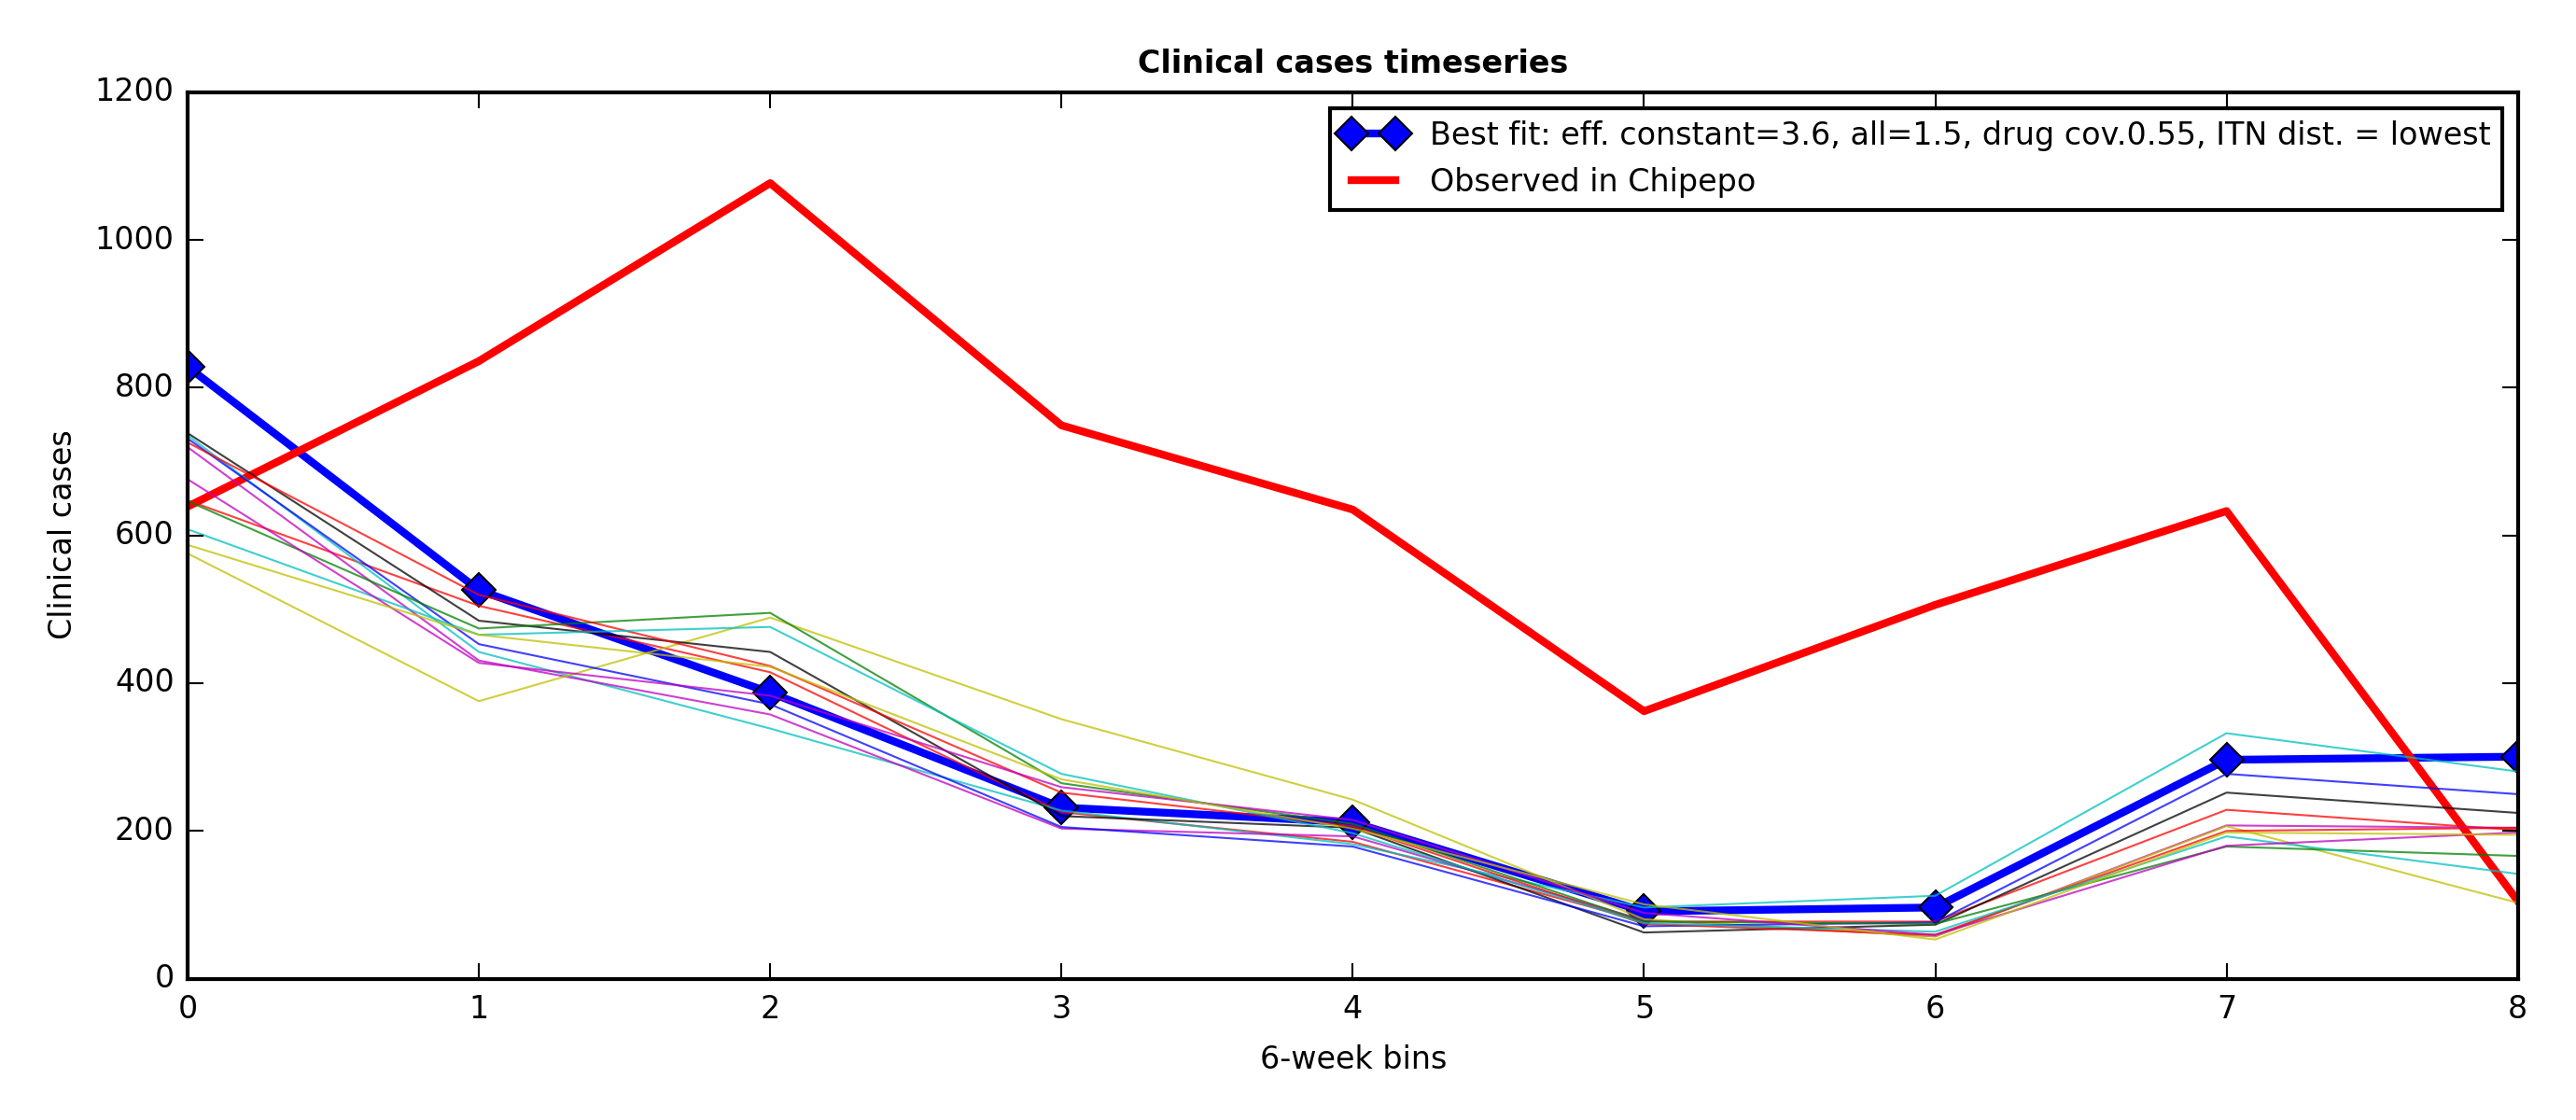 Clinical cases timeseries
1200
1000
800
600
400
200
0
Clinical cases
Best fit: eff. constant=3.6, all=1.5, drug cov.0.55, ITN dist. = lowest
Observed in Chipepo
0 1 2 3 4 5 6 7 8
6-week bins